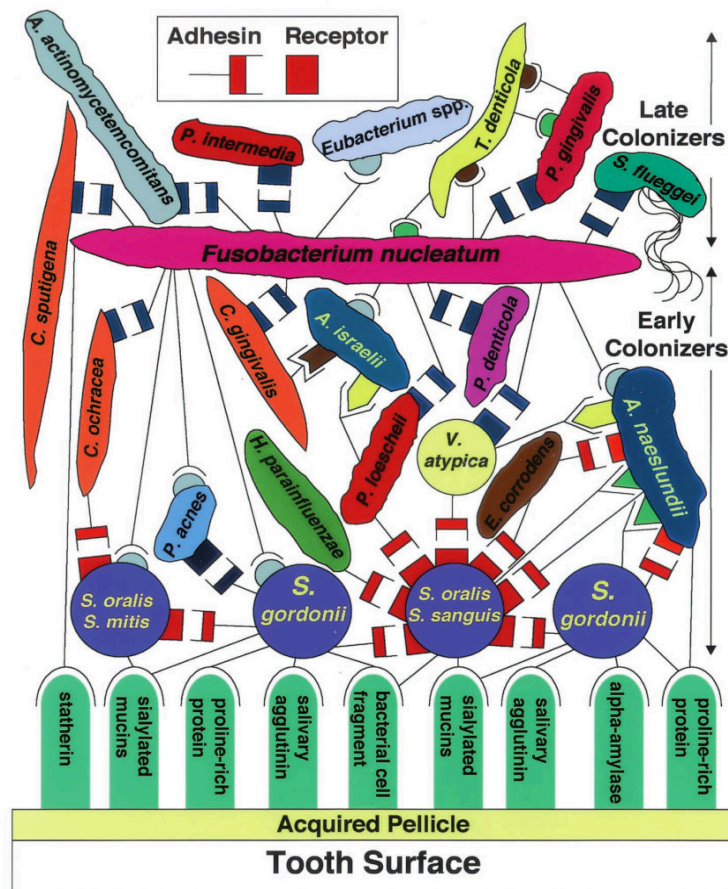 Adhesin Receptor
A. actinomycetemcomitans
P. intermedia
Eubacterium spp.
T. denticola
P. gingivalis
Late
Colonizers
S. flueggei
Fusobacterium nucleatum
C. sputigena
C. ochracea
C. gingivalis
A. israelii
P. denticola
Early
Colonizers
A. naeslundii
P. loescheii
V.
atypica
E. corrodens
H. parainfluenzae
P. acnes
S. oralis
S. mitis
S.
gordonii
S. oralis
S. sanguis
S.
gordonii
statherin
sialylated
mucins
proline-rich
protein
salivary
agglutinin
bacterial cell
fragment
sialylated
mucins
salivary
agglutinin
alpha-amylase
proline-rich
protein
Acquired Pellicle
Tooth Surface